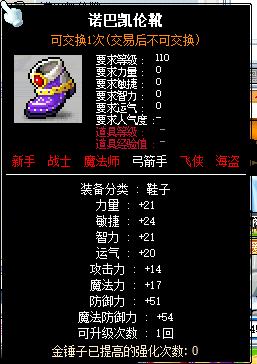 诺巴凯伦靴
可交换1次(交易后不可交换)
要求等级: 110
要求力量: 0
要求敏捷: 0
要求智力: 0
要求运气: 0
要求人气度: -
道具等级: -
道具经验值: -
新手 战士 魔法师 弓箭手 飞侠 海盗
装备分类 : 鞋子
力量 : +21
敏捷 : +24
智力 : +21
运气 : +20
攻击力 : +14
魔法力 : +17
防御力 : +51
魔法防御力 : +54
可升级次数 : 1回
金锤子已提高的强化次数: 0